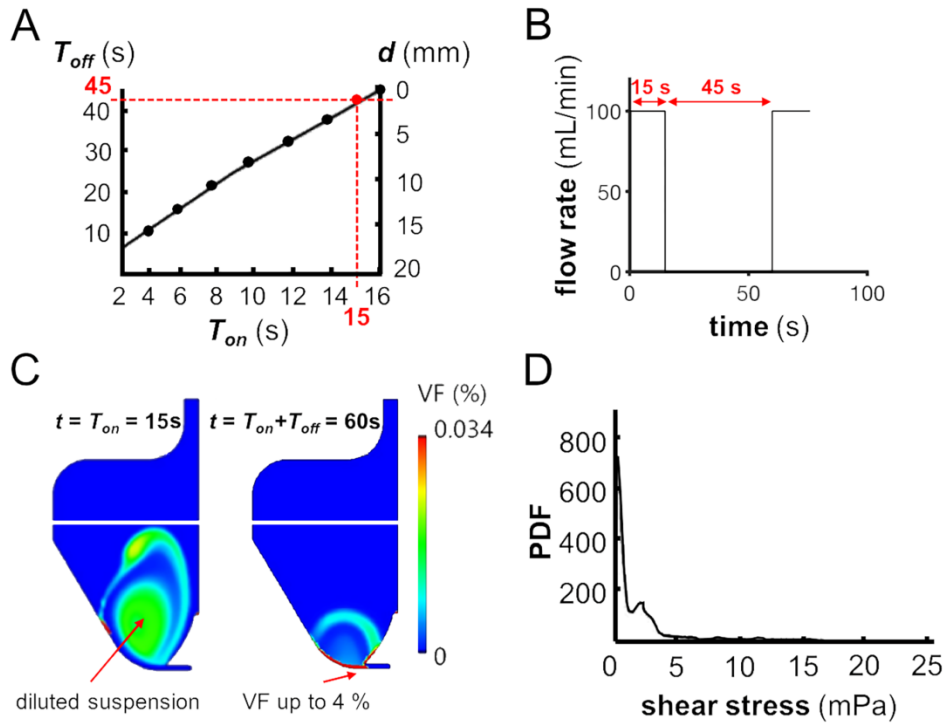 A
T_off (s)
d (mm)
45
40
30
20
10
0
5
10
15
20
2 4 6 8 10 12 14 16
15
T_on (s)
B
15 s 45 s
100
50
0
flow rate (mL/min)
0 50 100
time (s)
C
VF (%)
t = T_on = 15s
t = T_on+T_off = 60s
0.034
0
diluted suspension
VF up to 4 %
D
800
600
400
200
PDF
0 5 10 15 20 25
shear stress (mPa)